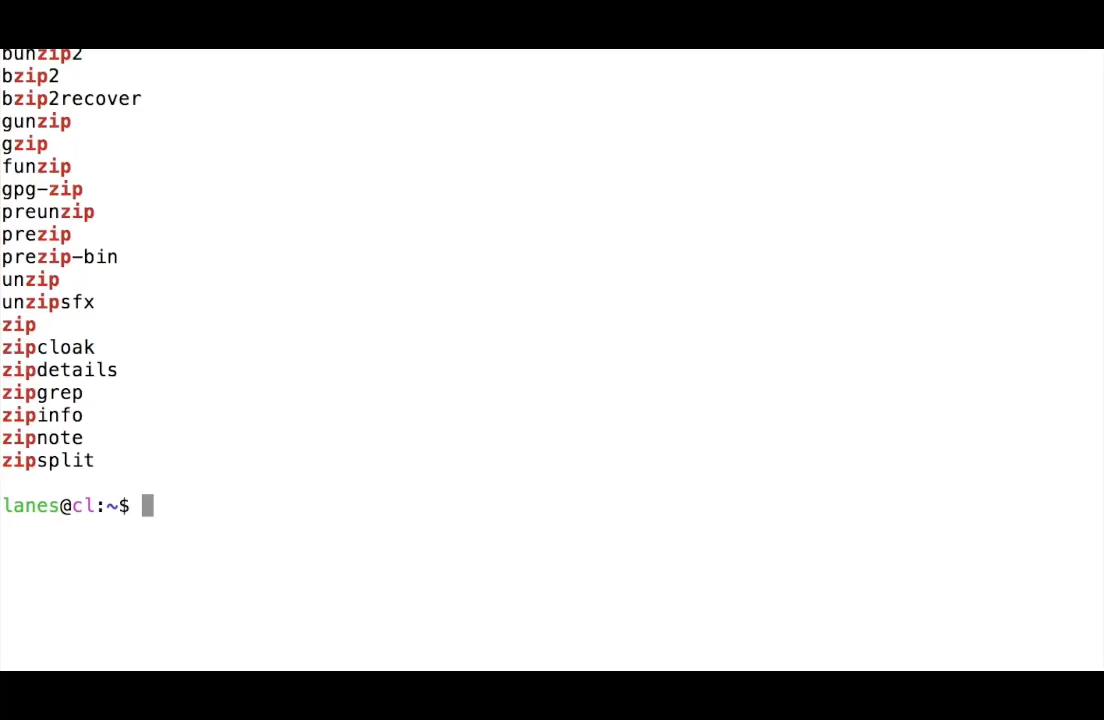 bunzip2
bzip2
bzip2recover
gunzip
gzip
funzip
gpg-zip
preunzip
prezip
prezip-bin
unzip
unzipsfx
zip
zipcloak
zipdetails
zipgrep
zipinfo
zipnote
zipsplit
lanes@cl:~$